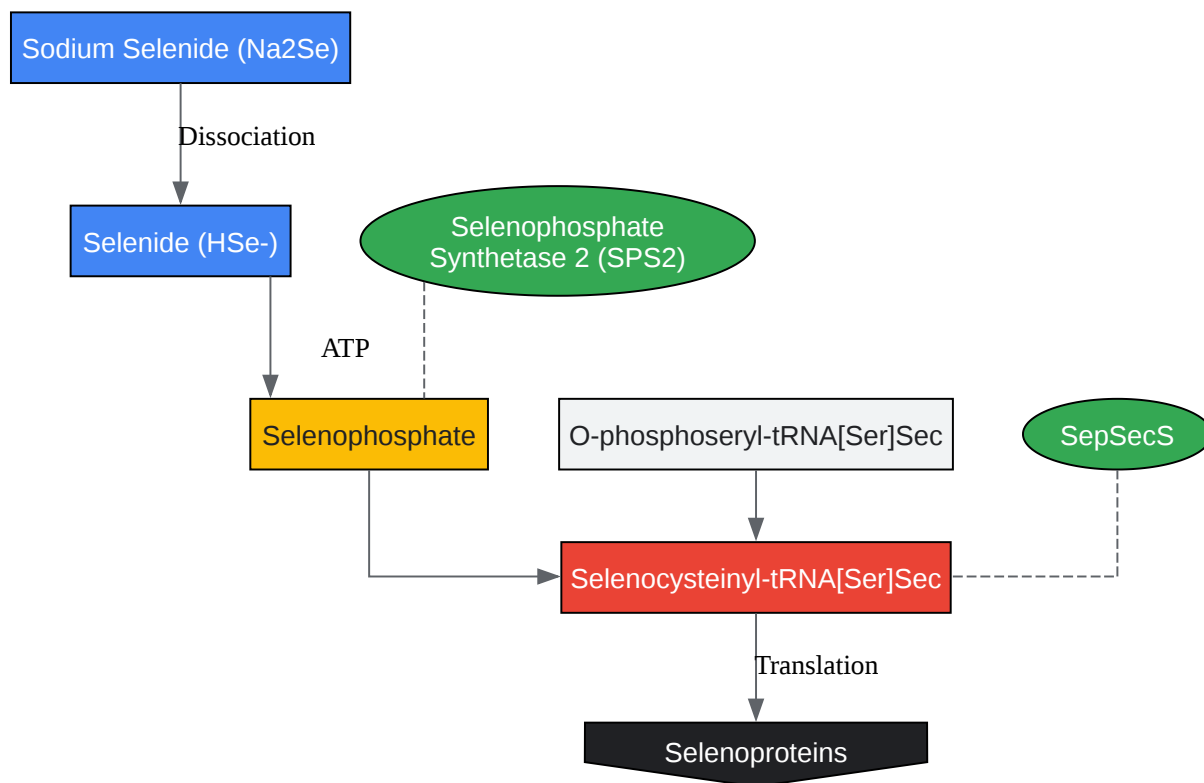 Sodium Selenide (Na2Se)
Dissociation
Selenide (HSe-)
Selenophosphate
Synthetase 2 (SPS2)
ATP
Selenophosphate
O-phosphoseryl-tRNA[Ser]Sec
SepSecS
Selenocysteinyl-tRNA[Ser]Sec
Translation
Selenoproteins